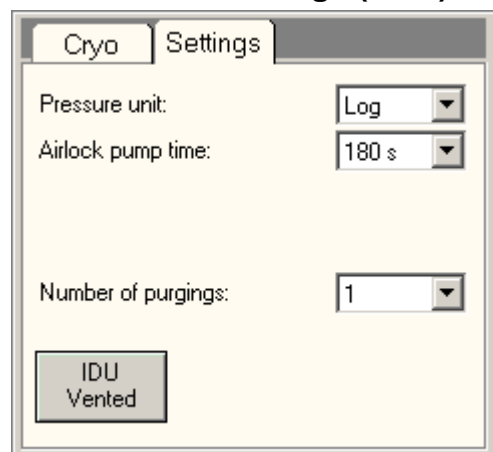 Cryo Settings
Pressure unit: Log
Airlock pump time: 180 s
Number of purgings: 1
IDU
Vented